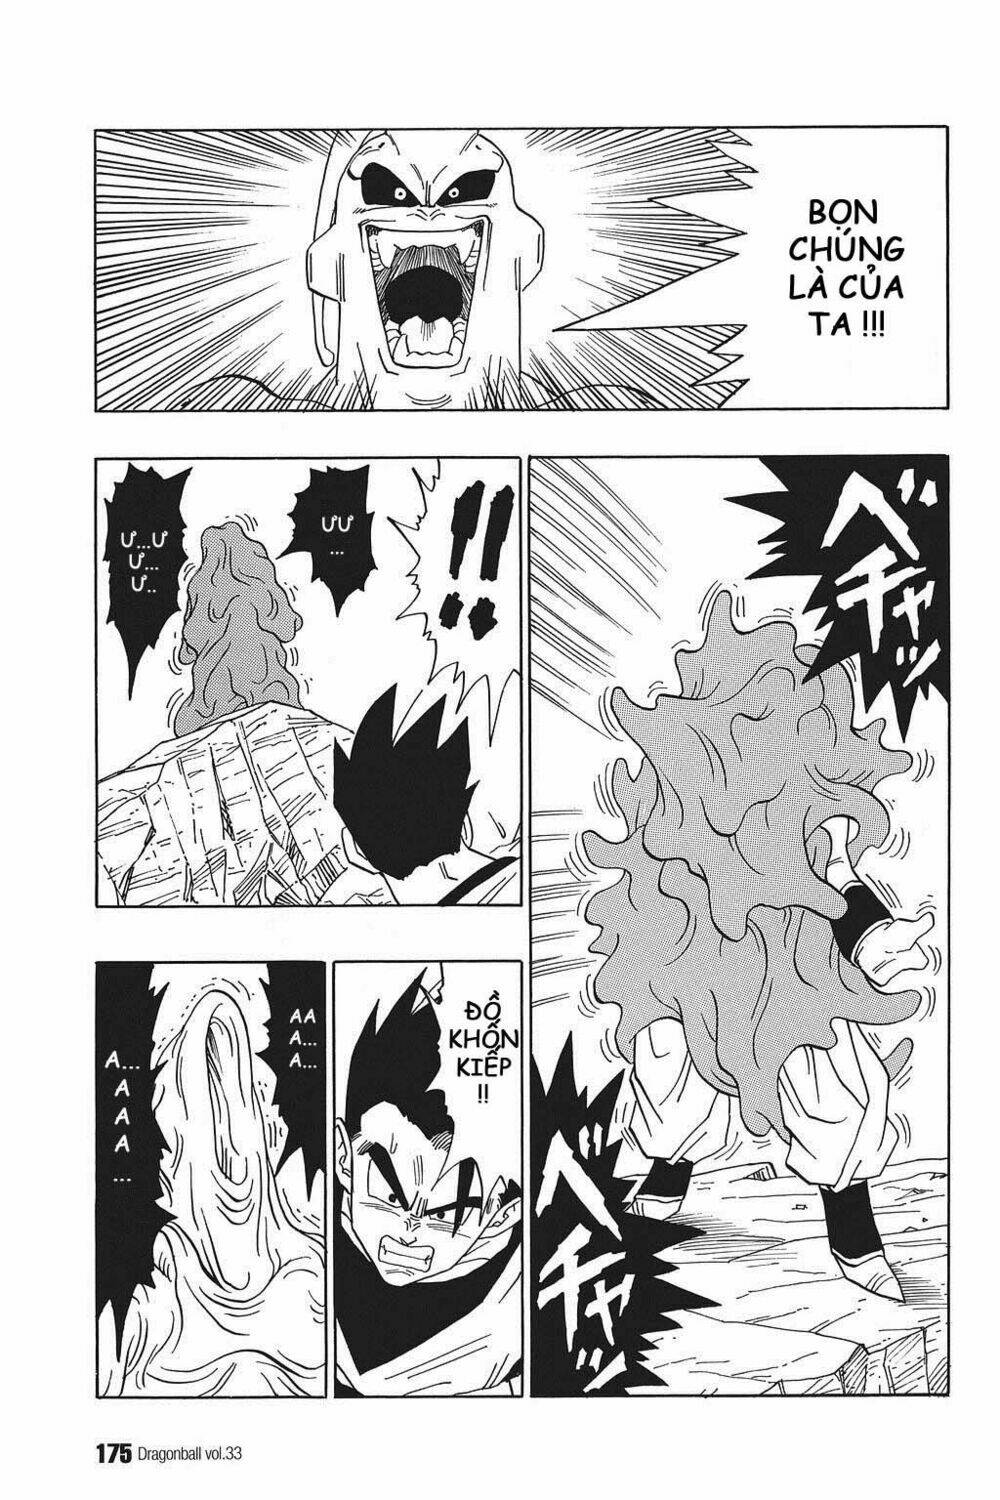 BỌN
CHÚNG
LÀ CỦA
TA !!!
ベ
チャッ
!!
ƯƯ
...
Ư...Ư
Ư...
Ư..
ベ
チャッ
ĐỒ
KHỐN
KIẾP
!!
AA
A...
A...
A...
A
A
A
...
175 Dragonball vol.33